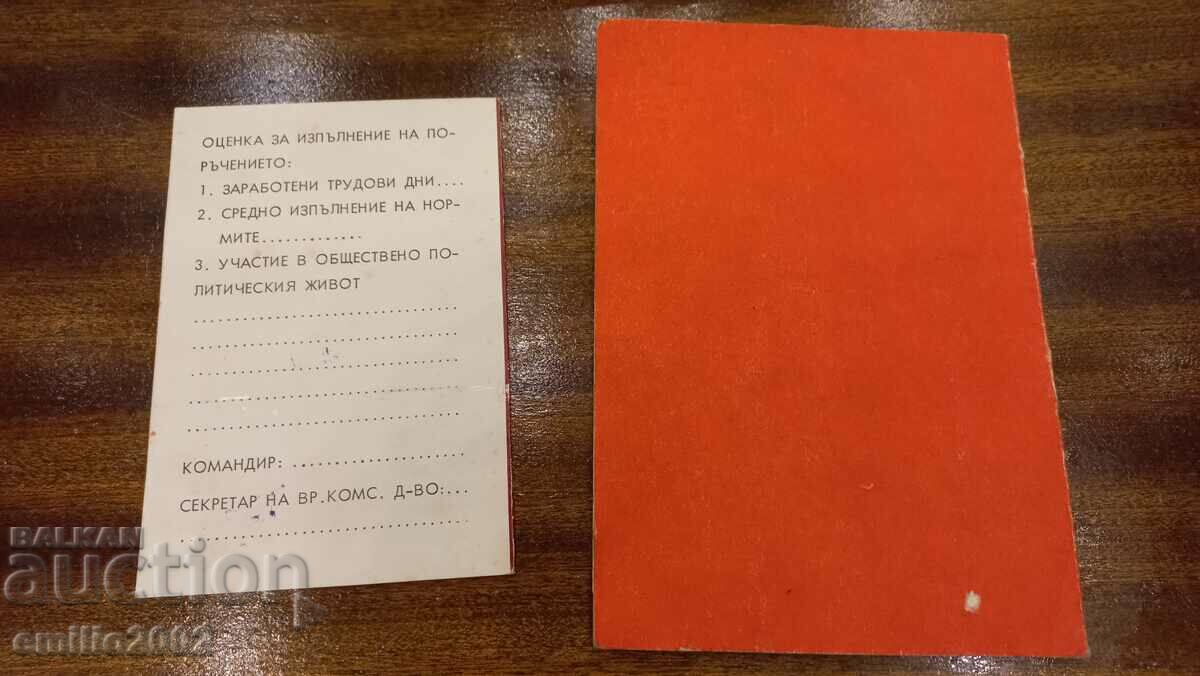 ОЦЕНКА ЗА ИЗПЪЛНЕНИЕ НА ПО-
РЪЧЕНИЕТО:
1. ЗАРАБОТЕНИ ТРУДОВИ ДНИ....
2. СРЕДНО ИЗПЪЛНЕНИЕ НА НОР-
МИТЕ.............
3. УЧАСТИЕ В ОБЩЕСТВЕНО ПО-
ЛИТИЧЕСКИЯ ЖИВОТ
..............................
..............................
..............................
..............................
..............................
КОМАНДИР: ....................
СЕКРЕТАР НА ВР.КОМС. Д-ВО:...
..............................
BALKAN
auction
emilio2002